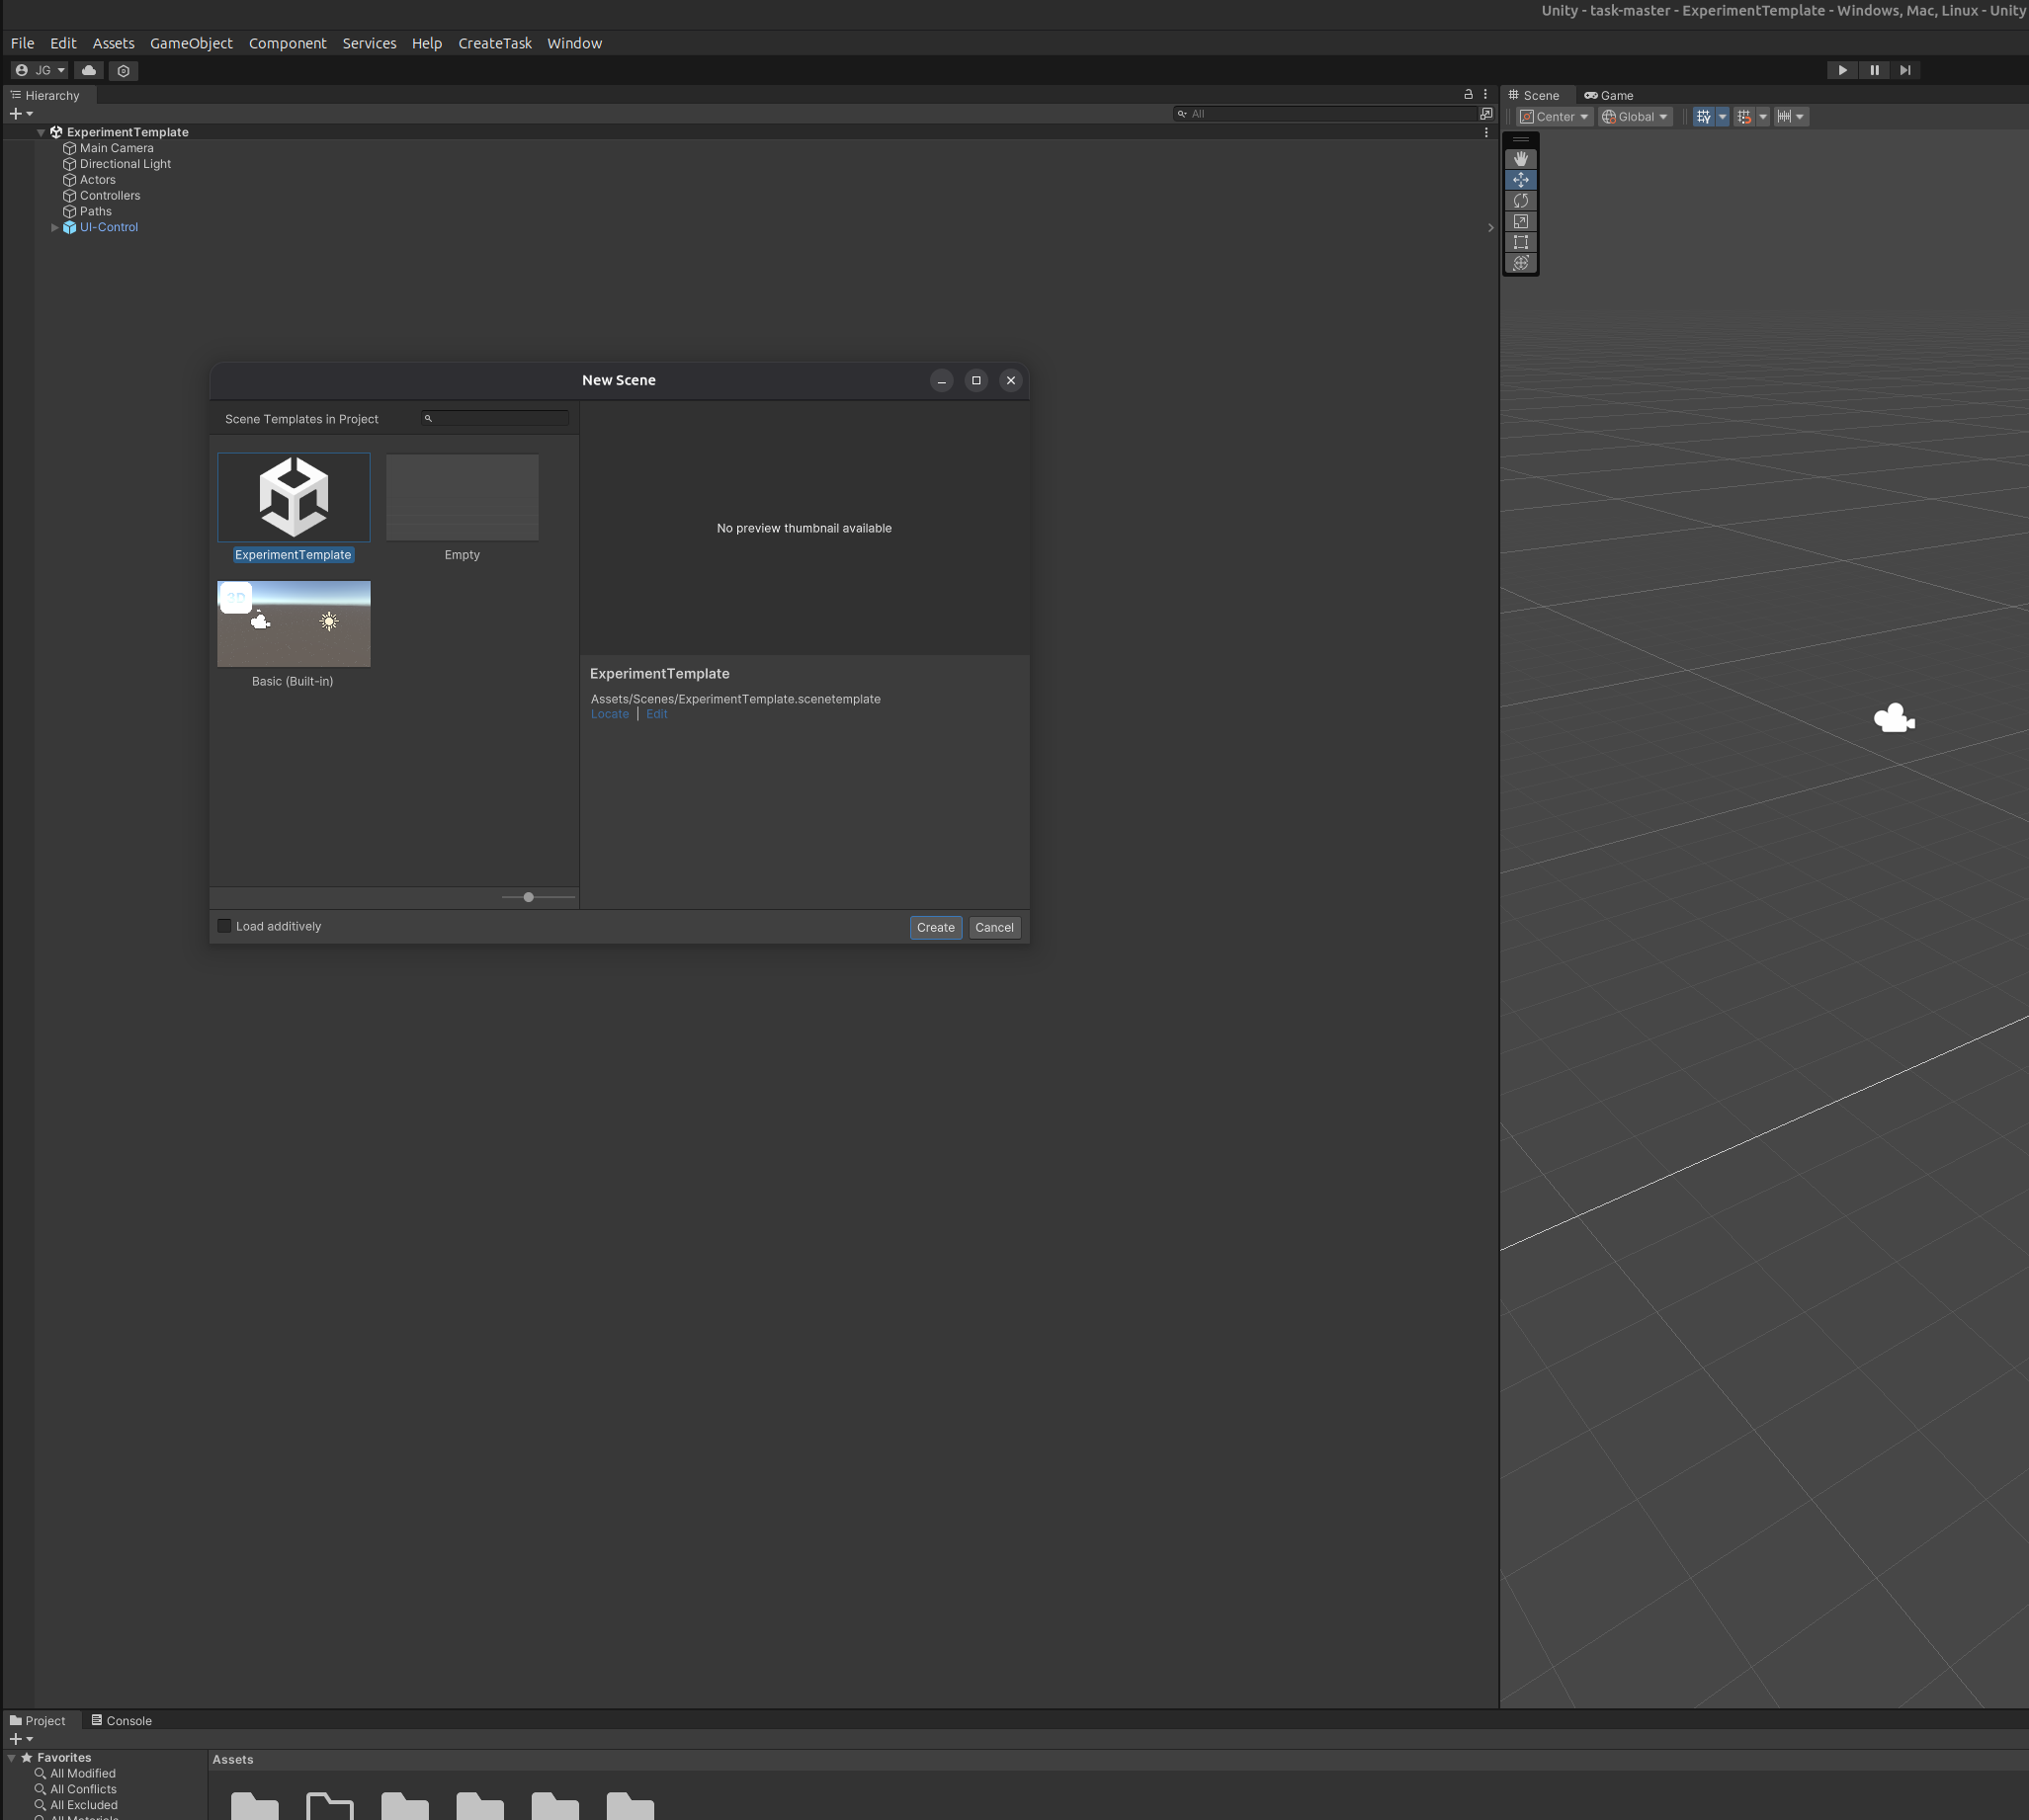 Unity - task-master - ExperimentTemplate - Windows, Mac, Linux - Unity
File Edit Assets GameObject Component Services Help CreateTask Window
JG
Hierarchy
Scene Game
All
Center Global
ExperimentTemplate
Main Camera
Directional Light
Actors
Controllers
Paths
UI-Control
New Scene
Scene Templates in Project
No preview thumbnail available
ExperimentTemplate
Empty
3D
Basic (Built-in)
ExperimentTemplate
Assets/Scenes/ExperimentTemplate.scenetemplate
Locate | Edit
Load additively
Create Cancel
Project Console
Favorites
Assets
All Modified
All Conflicts
All Excluded